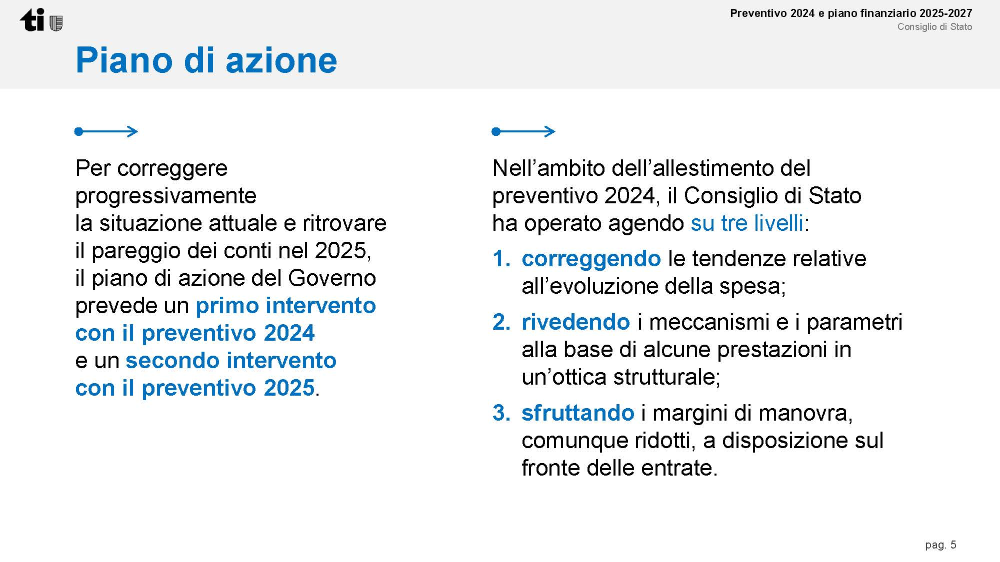 ti
Preventivo 2024 e piano finanziario 2025-2027
Consiglio di Stato
Piano di azione
Per correggere
progressivamente
la situazione attuale e ritrovare
il pareggio dei conti nel 2025,
il piano di azione del Governo
prevede un primo intervento
con il preventivo 2024
e un secondo intervento
con il preventivo 2025.
Nell’ambito dell’allestimento del
preventivo 2024, il Consiglio di Stato
ha operato agendo su tre livelli:
1. correggendo le tendenze relative
all’evoluzione della spesa;
2. rivedendo i meccanismi e i parametri
alla base di alcune prestazioni in
un’ottica strutturale;
3. sfruttando i margini di manovra,
comunque ridotti, a disposizione sul
fronte delle entrate.
pag. 5